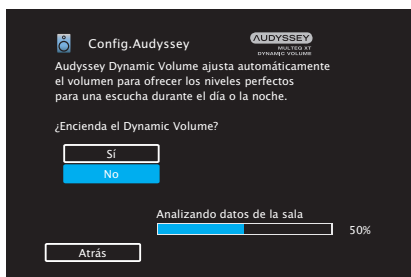 Config.Audyssey
AUDYSSEY
MULTEQ XT
DYNAMIC VOLUME
Audyssey Dynamic Volume ajusta automáticamente
el volumen para ofrecer los niveles perfectos
para una escucha durante el día o la noche.
¿Encienda el Dynamic Volume?
Sí
No
Analizando datos de la sala
50%
Atrás